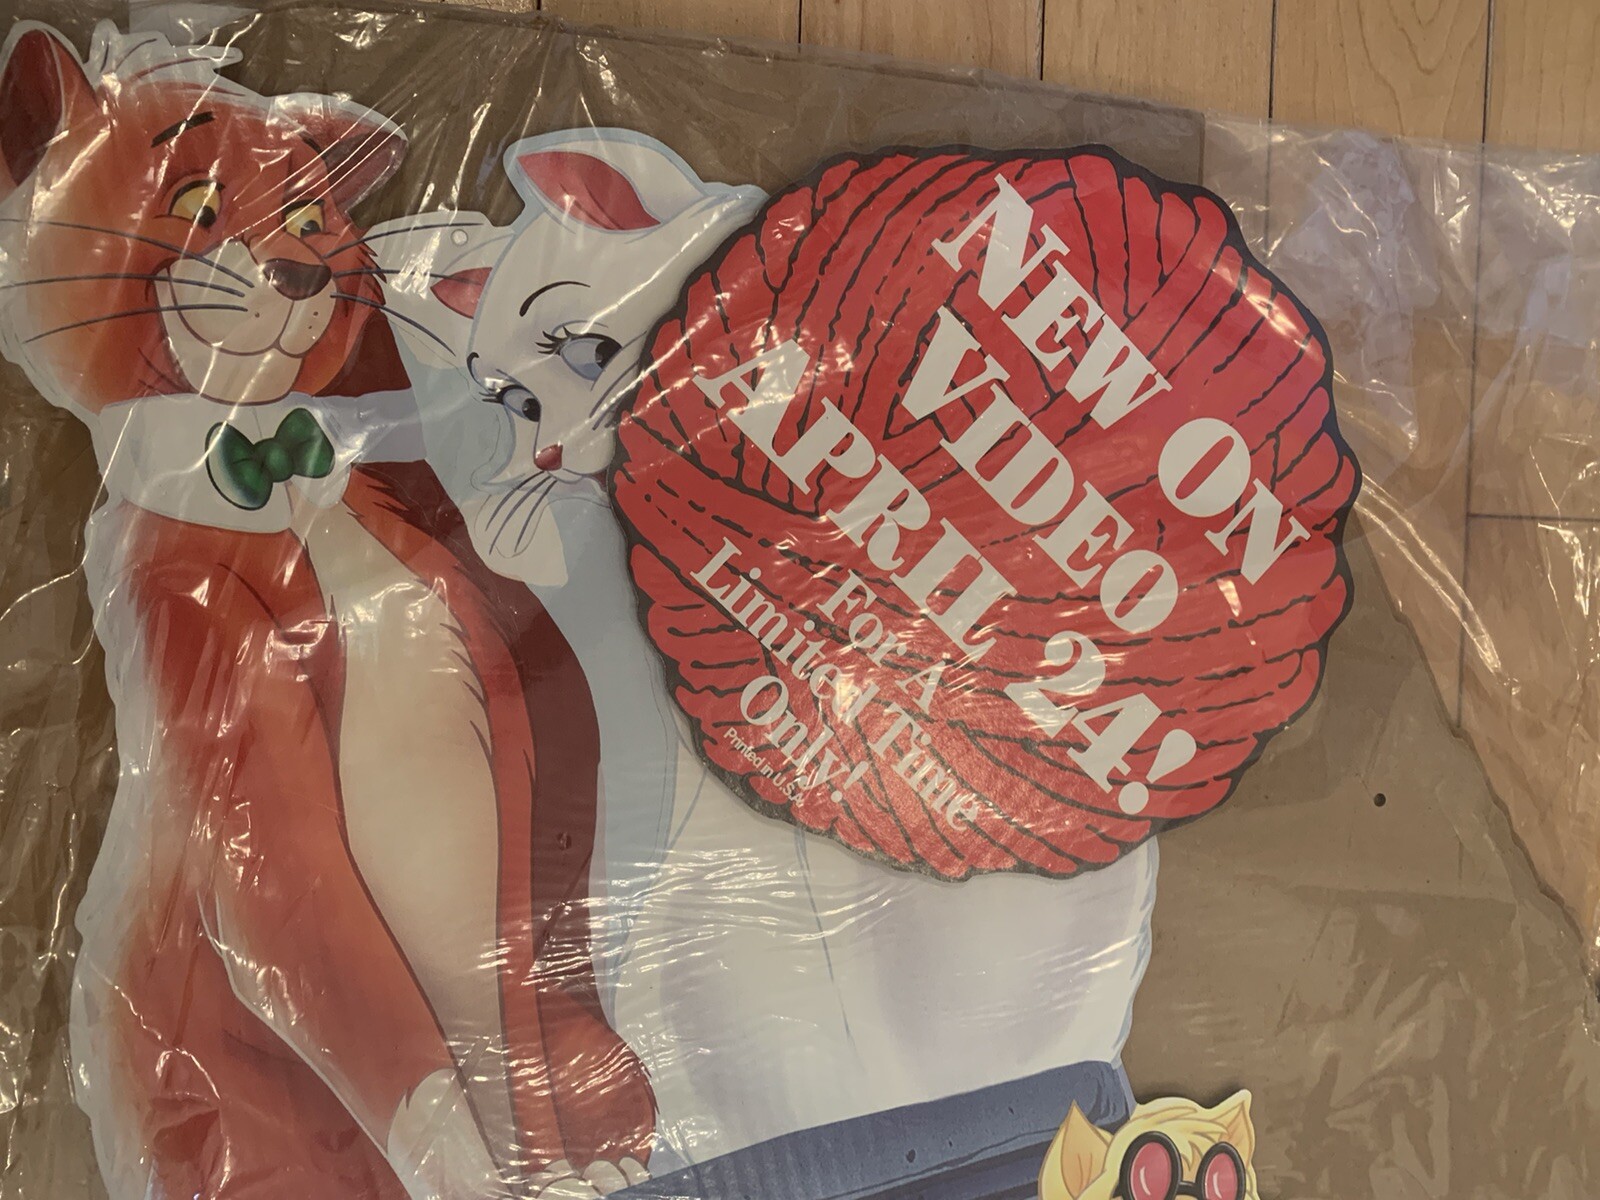 NEW ON
VIDEO
APRIL 24!
For A
Limited Time
Only!
Printed in U.S.A.